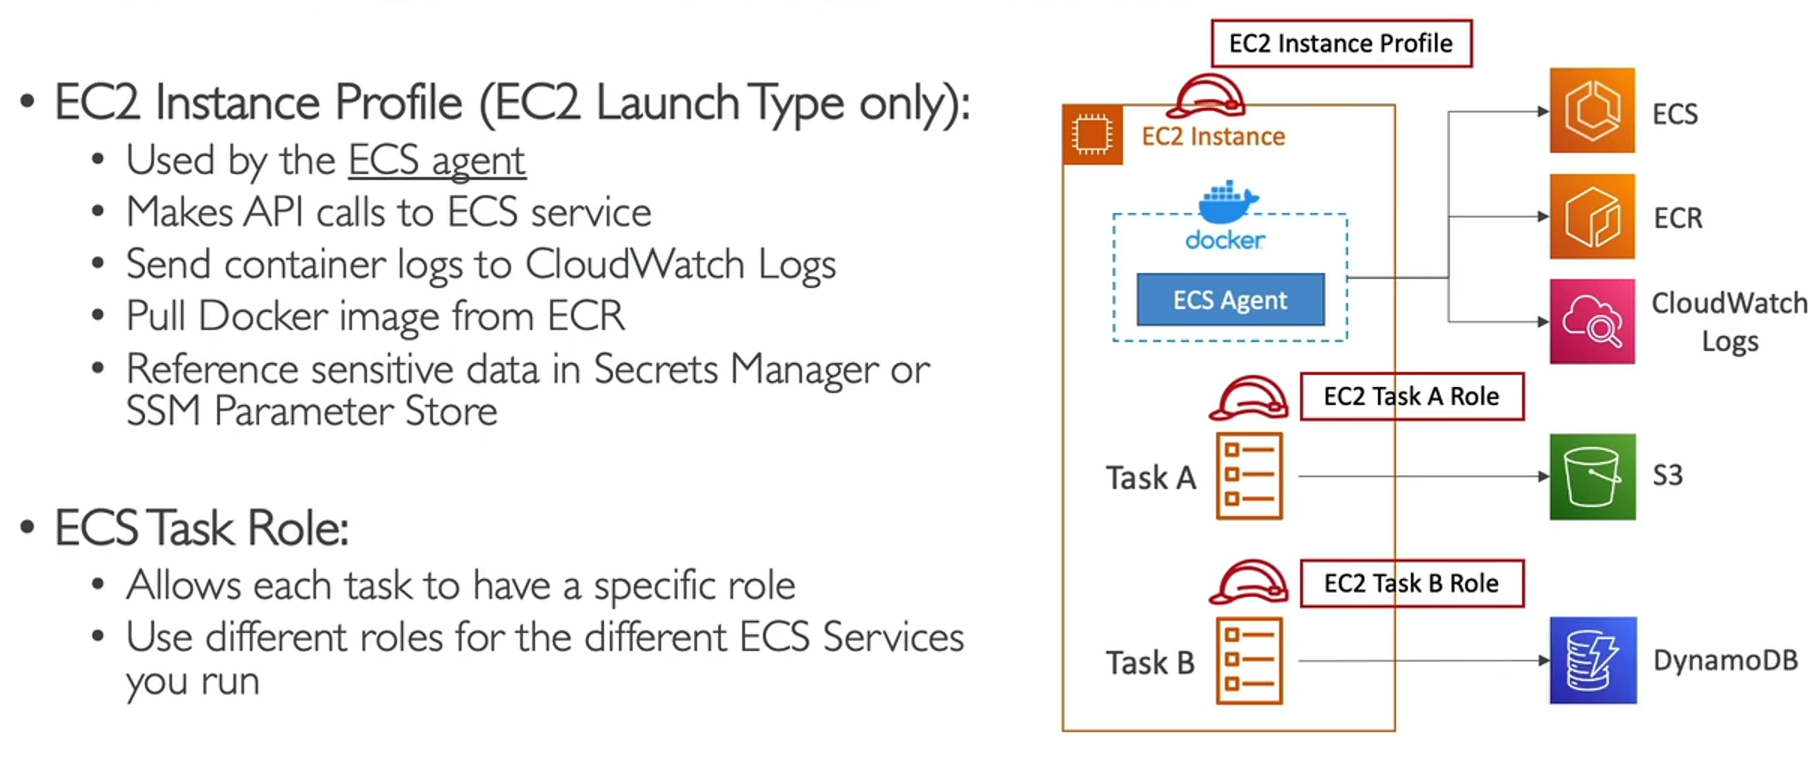 • EC2 Instance Profile (EC2 Launch Type only):
• Used by the ECS agent
• Makes API calls to ECS service
• Send container logs to CloudWatch Logs
• Pull Docker image from ECR
• Reference sensitive data in Secrets Manager or
SSM Parameter Store
• ECS Task Role:
• Allows each task to have a specific role
• Use different roles for the different ECS Services
you run
EC2 Instance Profile
EC2 Instance
docker
ECS Agent
ECS
ECR
CloudWatch
Logs
EC2 Task A Role
Task A
S3
EC2 Task B Role
Task B
DynamoDB